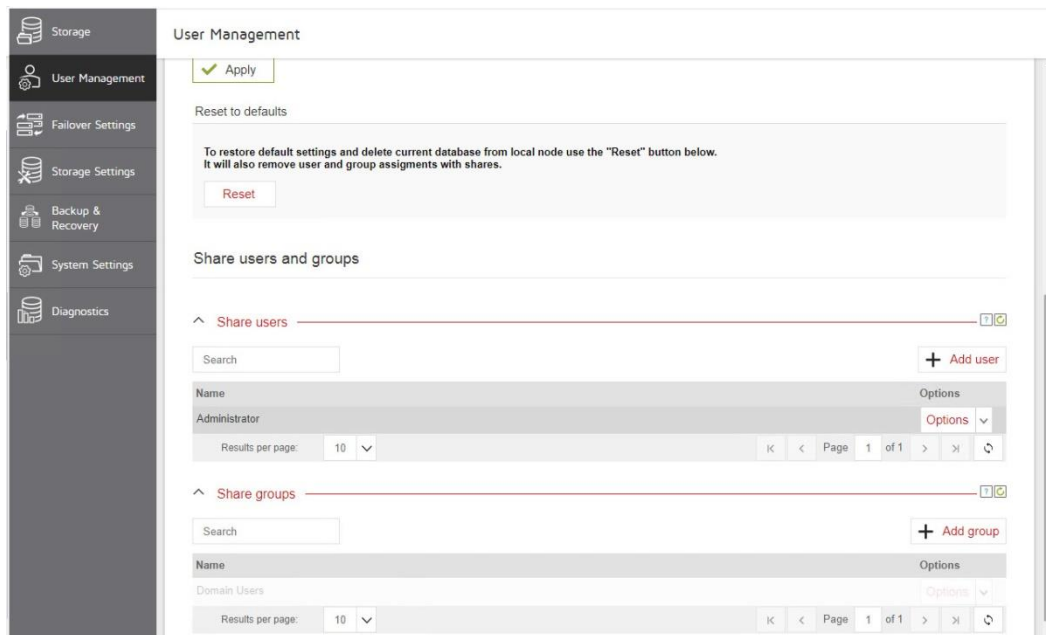 Storage
User Management
Failover Settings
Storage Settings
Backup &
Recovery
System Settings
Diagnostics
User Management
Apply
Reset to defaults
To restore default settings and delete current database from local node use the "Reset" button below.
It will also remove user and group assigments with shares.
Reset
Share users and groups
Share users ?
Search + Add user
Name Options
Administrator Options
Results per page: 10 Page 1 of 1
Share groups ?
Search + Add group
Name Options
Domain Users Options
Results per page: 10 Page 1 of 1